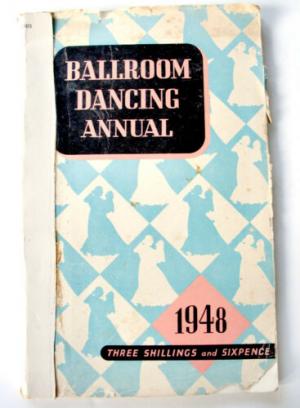 BALLROOM
DANCING
ANNUAL
1948
THREE SHILLINGS and SIXPENCE